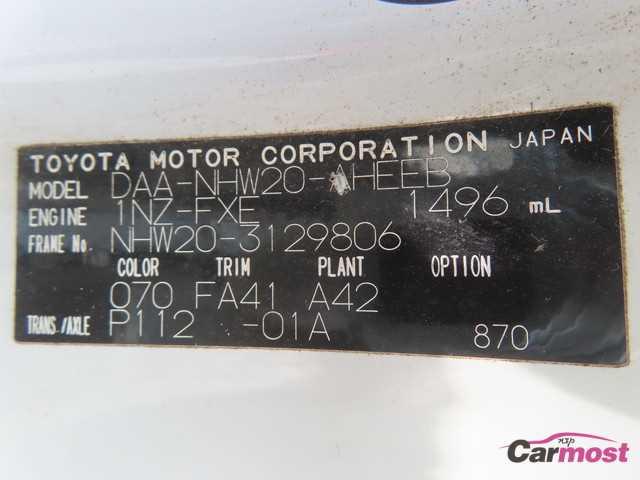 TOYOTA MOTOR CORPORATION JAPAN
MODEL DAA-NHW20-AHEEB
ENGINE 1NZ-FXE 1496 mL
FRAME No. NHW20-3129806
COLOR TRIM PLANT OPTION
070 FA41 A42
TRANS./AXLE P112 -01A 870
Carmost